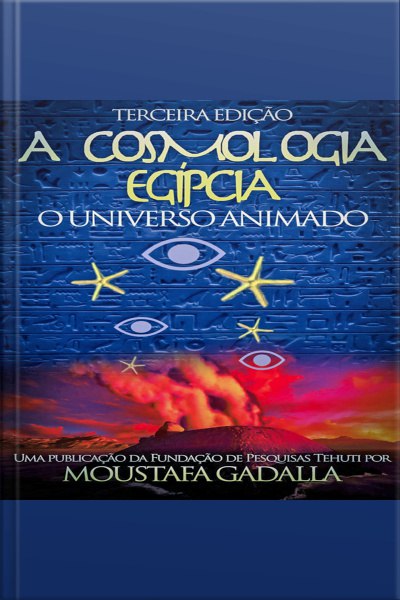 TERCEIRA EDIÇÃO
A COSMOLOGIA
EGÍPCIA
O UNIVERSO ANIMADO
UMA PUBLICAÇÃO DA FUNDAÇÃO DE PESQUISAS TEHUTI POR
MOUSTAFA GADALLA